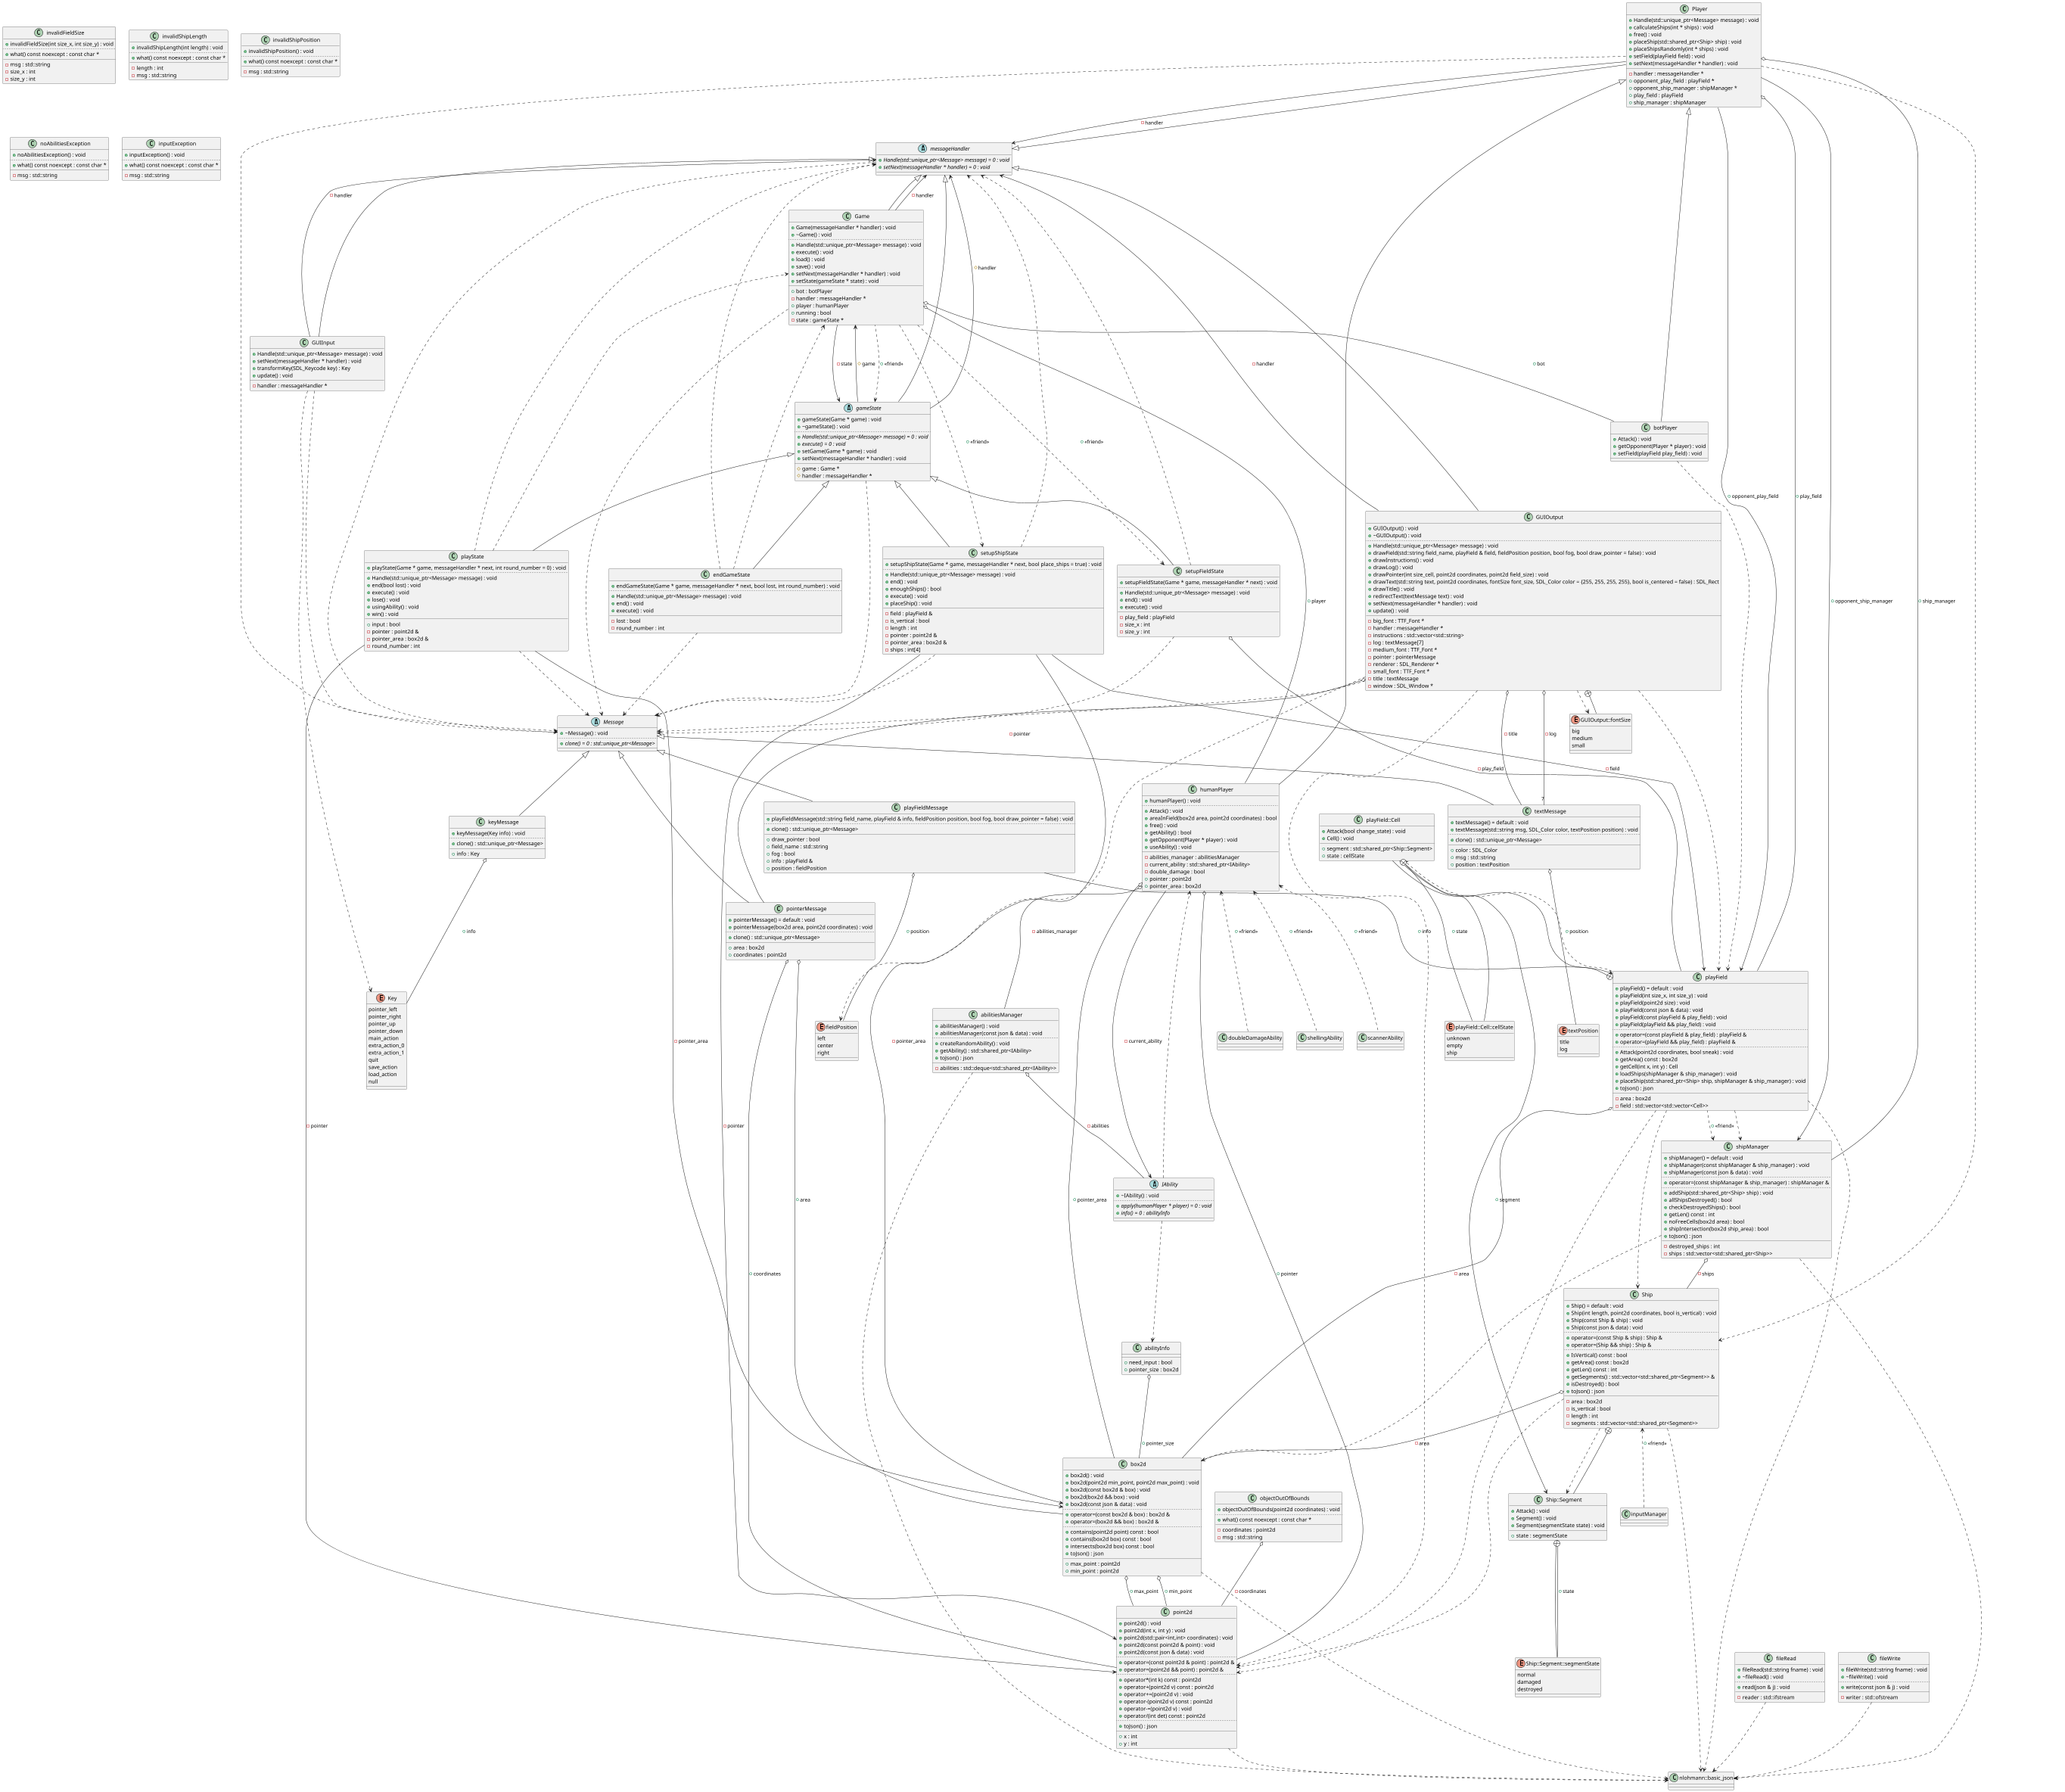 invalidFieldSize
invalidFieldSize(int size_x, int size_y) : void
what() const noexcept : const char *
msg : std::string
size_x : int
size_y : int
invalidShipLength
invalidShipLength(int length) : void
what() const noexcept : const char *
length : int
msg : std::string
invalidShipPosition
invalidShipPosition() : void
what() const noexcept : const char *
msg : std::string
Player
Handle(std::unique_ptr<Message> message) : void
calculateShips(int * ships) : void
free() : void
placeShip(std::shared_ptr<Ship> ship) : void
placeShipsRandomly(int * ships) : void
setField(playField field) : void
setNext(messageHandler * handler) : void
handler : messageHandler *
opponent_play_field : playField *
opponent_ship_manager : shipManager *
play_field : playField
ship_manager : shipManager
noAbilitiesException
noAbilitiesException() : void
what() const noexcept : const char *
msg : std::string
inputException
inputException() : void
what() const noexcept : const char *
msg : std::string
handler
messageHandler
Handle(std::unique_ptr<Message> message) = 0 : void
setNext(messageHandler * handler) = 0 : void
handler
handler
Game
Game(messageHandler * handler) : void
~Game() : void
Handle(std::unique_ptr<Message> message) : void
execute() : void
load() : void
save() : void
setNext(messageHandler * handler) : void
setState(gameState * state) : void
bot : botPlayer
handler : messageHandler *
player : humanPlayer
running : bool
state : gameState *
handler
GUIInput
Handle(std::unique_ptr<Message> message) : void
setNext(messageHandler * handler) : void
transformKey(SDL_Keycode key) : Key
update() : void
handler : messageHandler *
state
game
«friend»
handler
bot
gameState
gameState(Game * game) : void
~gameState() : void
Handle(std::unique_ptr<Message> message) = 0 : void
execute() = 0 : void
setGame(Game * game) : void
setNext(messageHandler * handler) : void
game : Game *
handler : messageHandler *
«friend»
«friend»
botPlayer
Attack() : void
getOpponent(Player * player) : void
setField(playField play_field) : void
opponent_play_field
play_field
playState
playState(Game * game, messageHandler * next, int round_number = 0) : void
Handle(std::unique_ptr<Message> message) : void
end(bool lost) : void
execute() : void
lose() : void
usingAbility() : void
win() : void
input : bool
pointer : point2d &
pointer_area : box2d &
round_number : int
endGameState
endGameState(Game * game, messageHandler * next, bool lost, int round_number) : void
Handle(std::unique_ptr<Message> message) : void
end() : void
execute() : void
lost : bool
round_number : int
setupShipState
setupShipState(Game * game, messageHandler * next, bool place_ships = true) : void
Handle(std::unique_ptr<Message> message) : void
end() : void
enoughShips() : bool
execute() : void
placeShip() : void
field : playField &
is_vertical : bool
length : int
pointer : point2d &
pointer_area : box2d &
ships : int[4]
setupFieldState
setupFieldState(Game * game, messageHandler * next) : void
Handle(std::unique_ptr<Message> message) : void
end() : void
execute() : void
play_field : playField
size_x : int
size_y : int
player
GUIOutput
GUIOutput() : void
~GUIOutput() : void
Handle(std::unique_ptr<Message> message) : void
drawField(std::string field_name, playField & field, fieldPosition position, bool fog, bool draw_pointer = false) : void
drawInstructions() : void
drawLog() : void
drawPointer(int size_cell, point2d coordinates, point2d field_size) : void
drawText(std::string text, point2d coordinates, fontSize font_size, SDL_Color color = {255, 255, 255, 255}, bool is_centered = false) : SDL_Rect
drawTitle() : void
redirectText(textMessage text) : void
setNext(messageHandler * handler) : void
update() : void
big_font : TTF_Font *
handler : messageHandler *
instructions : std::vector<std::string>
log : textMessage[7]
medium_font : TTF_Font *
pointer : pointerMessage
renderer : SDL_Renderer *
small_font : TTF_Font *
title : textMessage
window : SDL_Window *
opponent_ship_manager
ship_manager
Message
~Message() : void
clone() = 0 : std::unique_ptr<Message>
pointer
title
log
7
GUIOutput::fontSize
big
medium
small
play_field
field
keyMessage
keyMessage(Key info) : void
clone() : std::unique_ptr<Message>
info : Key
playFieldMessage
playFieldMessage(std::string field_name, playField & info, fieldPosition position, bool fog, bool draw_pointer = false) : void
clone() : std::unique_ptr<Message>
draw_pointer : bool
field_name : std::string
fog : bool
info : playField &
position : fieldPosition
humanPlayer
humanPlayer() : void
Attack() : void
areaInField(box2d area, point2d coordinates) : bool
free() : void
getAbility() : bool
getOpponent(Player * player) : void
useAbility() : void
abilities_manager : abilitiesManager
current_ability : std::shared_ptr<IAbility>
double_damage : bool
pointer : point2d
pointer_area : box2d
playField::Cell
Attack(bool change_state) : void
Cell() : void
segment : std::shared_ptr<Ship::Segment>
state : cellState
textMessage
textMessage() = default : void
textMessage(std::string msg, SDL_Color color, textPosition position) : void
clone() : std::unique_ptr<Message>
color : SDL_Color
msg : std::string
position : textPosition
pointerMessage
pointerMessage() = default : void
pointerMessage(box2d area, point2d coordinates) : void
clone() : std::unique_ptr<Message>
area : box2d
coordinates : point2d
info
position
abilities_manager
info
state
position
Key
pointer_left
pointer_right
pointer_up
pointer_down
main_action
extra_action_0
extra_action_1
quit
save_action
load_action
null
pointer_area
fieldPosition
left
center
right
pointer_area
abilitiesManager
abilitiesManager() : void
abilitiesManager(const json & data) : void
createRandomAbility() : void
getAbility() : std::shared_ptr<IAbility>
toJson() : json
abilities : std::deque<std::shared_ptr<IAbility>>
current_ability
«friend»
«friend»
«friend»
doubleDamageAbility
shellingAbility
scannerAbility
playField::Cell::cellState
unknown
empty
ship
textPosition
title
log
playField
playField() = default : void
playField(int size_x, int size_y) : void
playField(point2d size) : void
playField(const json & data) : void
playField(const playField & play_field) : void
playField(playField && play_field) : void
operator=(const playField & play_field) : playField &
operator=(playField && play_field) : playField &
Attack(point2d coordinates, bool sneak) : void
getArea() const : box2d
getCell(int x, int y) : Cell
loadShips(shipManager & ship_manager) : void
placeShip(std::shared_ptr<Ship> ship, shipManager & ship_manager) : void
toJson() : json
area : box2d
field : std::vector<std::vector<Cell>>
pointer
pointer
abilities
«friend»
IAbility
~IAbility() : void
apply(humanPlayer * player) = 0 : void
info() = 0 : abilityInfo
area
pointer_area
segment
shipManager
shipManager() = default : void
shipManager(const shipManager & ship_manager) : void
shipManager(const json & data) : void
operator=(const shipManager & ship_manager) : shipManager &
addShip(std::shared_ptr<Ship> ship) : void
allShipsDestroyed() : bool
checkDestroyedShips() : bool
getLen() const : int
noFreeCells(box2d area) : bool
shipIntersection(box2d ship_area) : bool
toJson() : json
destroyed_ships : int
ships : std::vector<std::shared_ptr<Ship>>
coordinates
pointer
area
ships
abilityInfo
need_input : bool
pointer_size : box2d
Ship
Ship() = default : void
Ship(int length, point2d coordinates, bool is_vertical) : void
Ship(const Ship & ship) : void
Ship(const json & data) : void
operator=(const Ship & ship) : Ship &
operator=(Ship && ship) : Ship &
IsVertical() const : bool
getArea() const : box2d
getLen() const : int
getSegments() : std::vector<std::shared_ptr<Segment>> &
isDestroyed() : bool
toJson() : json
area : box2d
is_vertical : bool
length : int
segments : std::vector<std::shared_ptr<Segment>>
pointer_size
area
«friend»
box2d
box2d() : void
box2d(point2d min_point, point2d max_point) : void
box2d(const box2d & box) : void
box2d(box2d && box) : void
box2d(const json & data) : void
operator=(const box2d & box) : box2d &
operator=(box2d && box) : box2d &
contains(point2d point) const : bool
contains(box2d box) const : bool
intersects(box2d box) const : bool
toJson() : json
max_point : point2d
min_point : point2d
objectOutOfBounds
objectOutOfBounds(point2d coordinates) : void
what() const noexcept : const char *
coordinates : point2d
msg : std::string
Ship::Segment
Attack() : void
Segment() : void
Segment(segmentState state) : void
state : segmentState
inputManager
max_point
min_point
coordinates
state
point2d
point2d() : void
point2d(int x, int y) : void
point2d(std::pair<int,int> coordinates) : void
point2d(const point2d & point) : void
point2d(const json & data) : void
operator=(const point2d & point) : point2d &
operator=(point2d && point) : point2d &
operator*(int k) const : point2d
operator+(point2d v) const : point2d
operator+=(point2d v) : void
operator-(point2d v) const : point2d
operator-=(point2d v) : void
operator/(int det) const : point2d
toJson() : json
x : int
y : int
Ship::Segment::segmentState
normal
damaged
destroyed
fileRead
fileRead(std::string fname) : void
~fileRead() : void
read(json & j) : void
reader : std::ifstream
fileWrite
fileWrite(std::string fname) : void
~fileWrite() : void
write(const json & j) : void
writer : std::ofstream
nlohmann::basic_json